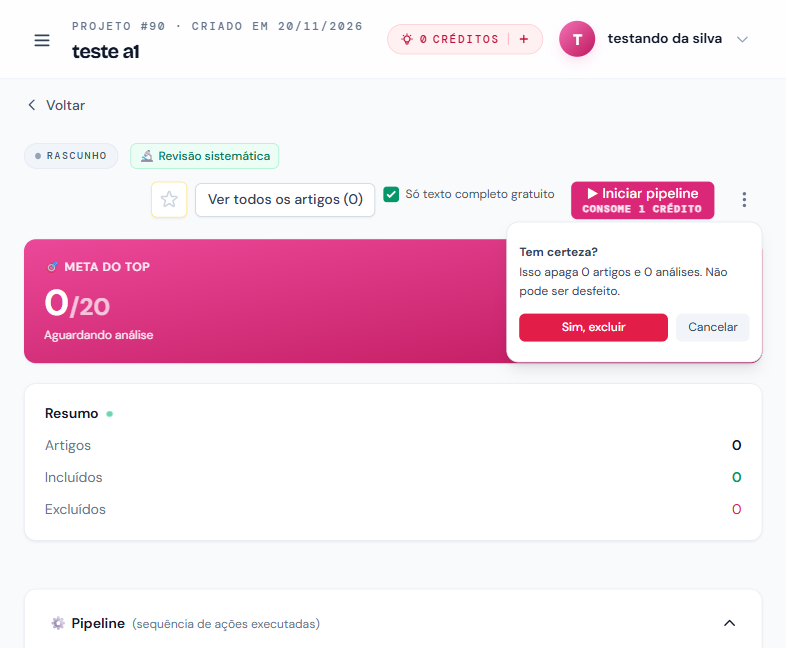 PROJETO #90 · CRIADO EM 20/11/2026
teste a1
0 CRÉDITOS +
T
testando da silva
Voltar
RASCUNHO
Revisão sistemática
Ver todos os artigos (0)
Só texto completo gratuito
Iniciar pipeline
CONSOME 1 CRÉDITO
Tem certeza?
Isso apaga 0 artigos e 0 análises. Não
pode ser desfeito.
Sim, excluir
Cancelar
META DO TOP
0/20
Aguardando análise
Resumo
Artigos 0
Incluídos 0
Excluídos 0
Pipeline (sequência de ações executadas)